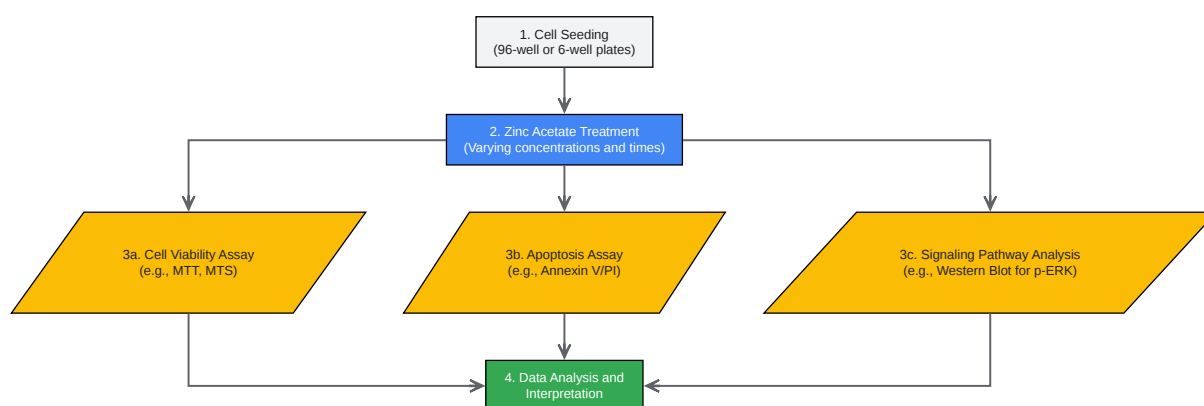 1. Cell Seeding
(96-well or 6-well plates)
2. Zinc Acetate Treatment
(Varying concentrations and times)
3a. Cell Viability Assay
(e.g., MTT, MTS)
3b. Apoptosis Assay
(e.g., Annexin V/PI)
3c. Signaling Pathway Analysis
(e.g., Western Blot for p-ERK)
4. Data Analysis and
Interpretation